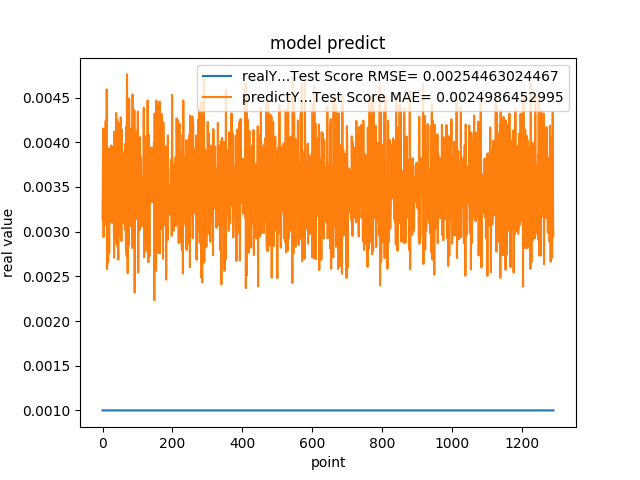 model predict
realY...Test Score RMSE= 0.00254463024467
predictY...Test Score MAE= 0.0024986452995
0.0045
0.0040
0.0035
0.0030
0.0025
0.0020
0.0015
0.0010
real value
0 200 400 600 800 1000 1200
point